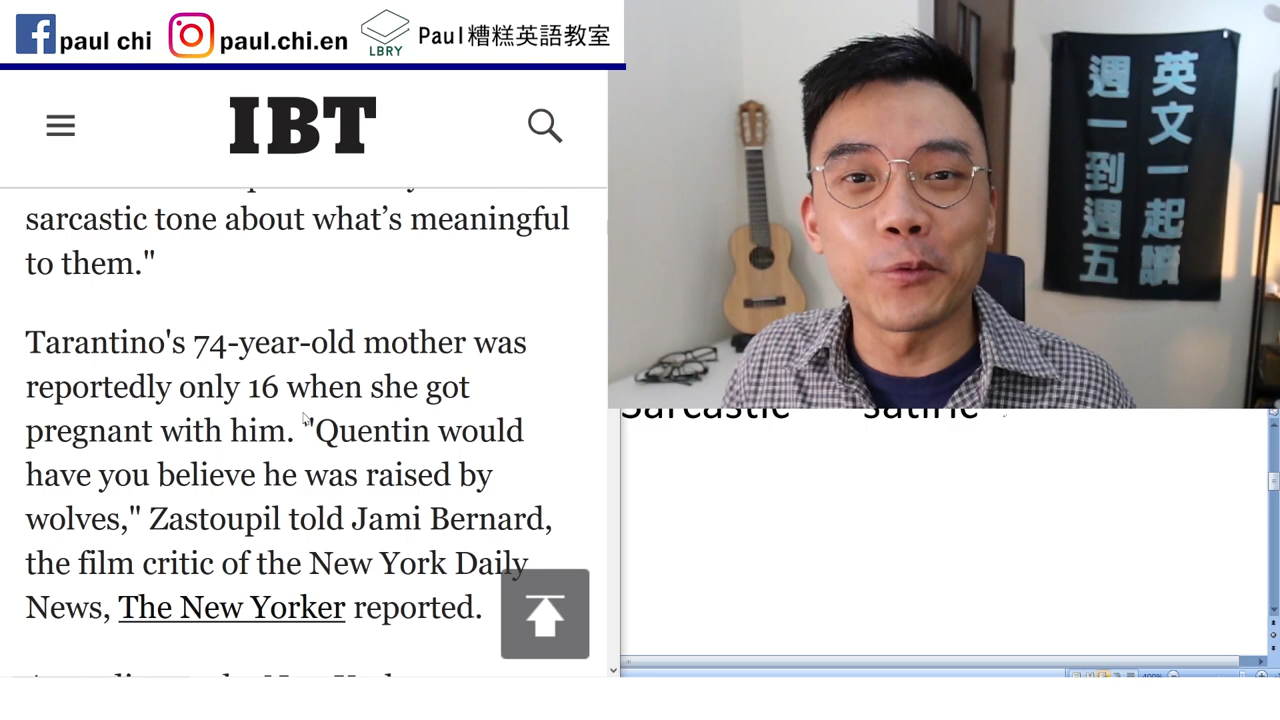 paul chi
paul.chi.en
LBRY
Paul糟糕英語教室
IBT
sarcastic tone about what’s meaningful
to them."
Tarantino's 74-year-old mother was
reportedly only 16 when she got
pregnant with him. "Quentin would
have you believe he was raised by
wolves," Zastoupil told Jami Bernard,
the film critic of the New York Daily
News, The New Yorker reported.
英文一起讀
週一到週五
Sarcastic satirie
400%